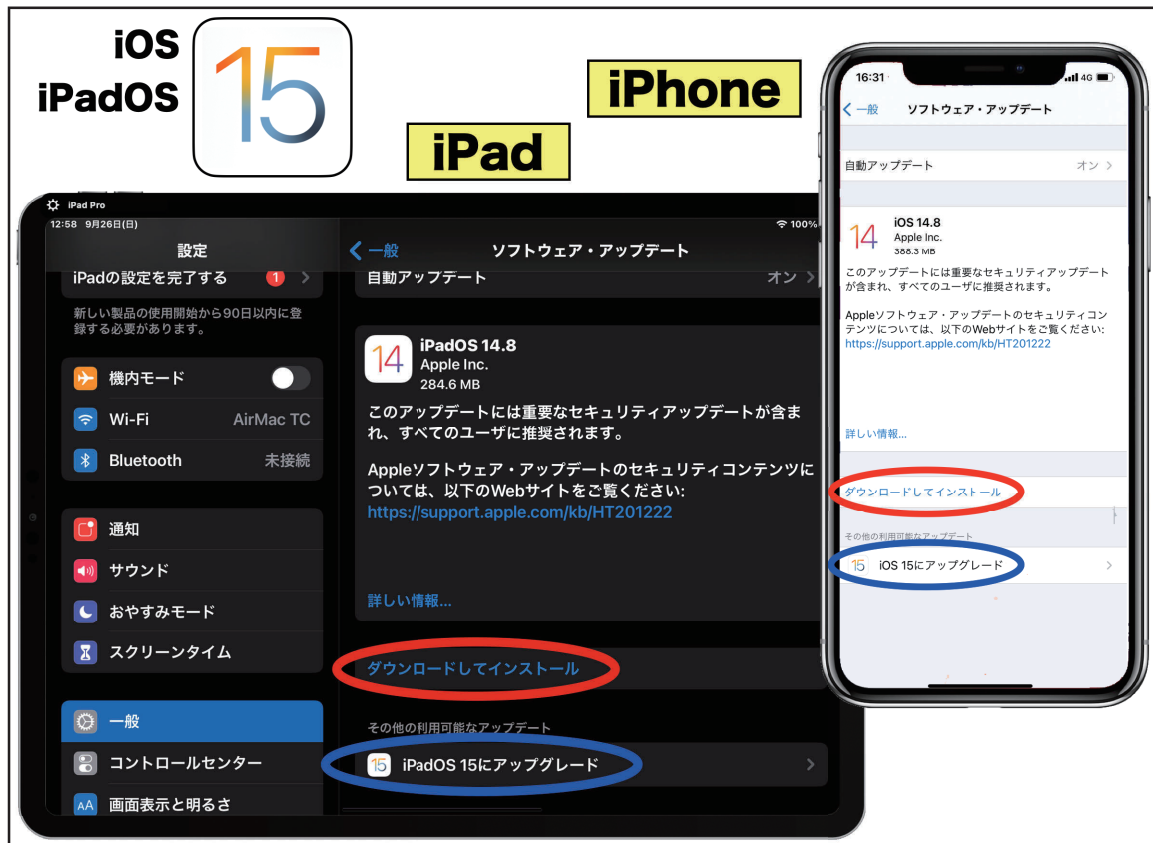 iOS
iPadOS
15
iPhone
iPad
iPad Pro
12:58 9月26日(日)
100%
設定
iPadの設定を完了する 1
新しい製品の使用開始から90日以内に登
録する必要があります。
機内モード
Wi-Fi AirMac TC
Bluetooth 未接続
通知
サウンド
おやすみモード
スクリーンタイム
一般
コントロールセンター
AA 画面表示と明るさ
一般 ソフトウェア・アップデート
自動アップデート オン
14
iPadOS 14.8
Apple Inc.
284.6 MB
このアップデートには重要なセキュリティアップデートが含ま
れ、すべてのユーザに推奨されます。
Appleソフトウェア・アップデートのセキュリティコンテンツに
ついては、以下のWebサイトをご覧ください:
https://support.apple.com/kb/HT201222
詳しい情報...
ダウンロードしてインストール
その他の利用可能なアップデート
15 iPadOS 15にアップグレード
16:31 4G
一般 ソフトウェア・アップデート
自動アップデート オン
14
iOS 14.8
Apple Inc.
388.3 MB
このアップデートには重要なセキュリティアップデート
が含まれ、すべてのユーザに推奨されます。
Appleソフトウェア・アップデートのセキュリティコン
テンツについては、以下のWebサイトをご覧ください:
https://support.apple.com/kb/HT201222
詳しい情報...
ダウンロードしてインストール
その他の利用可能なアップデート
15 iOS 15にアップグレード